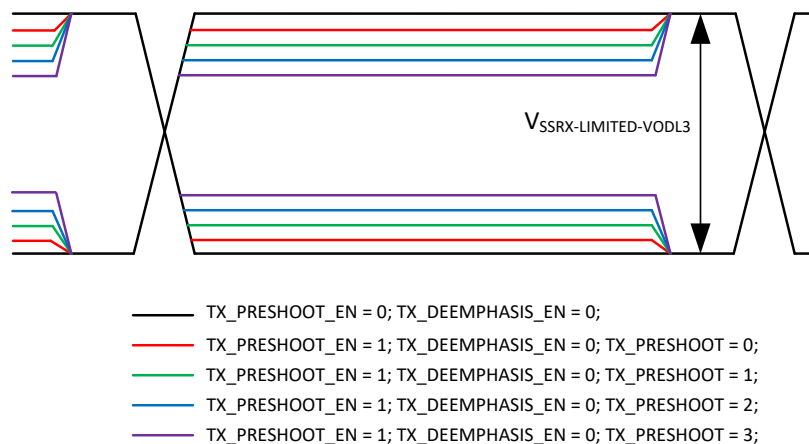 VSSRX-LIMITED-VODL3
TX_PRESHOOT_EN = 0; TX_DEEMPHASIS_EN = 0;
TX_PRESHOOT_EN = 1; TX_DEEMPHASIS_EN = 0; TX_PRESHOOT = 0;
TX_PRESHOOT_EN = 1; TX_DEEMPHASIS_EN = 0; TX_PRESHOOT = 1;
TX_PRESHOOT_EN = 1; TX_DEEMPHASIS_EN = 0; TX_PRESHOOT = 2;
TX_PRESHOOT_EN = 1; TX_DEEMPHASIS_EN = 0; TX_PRESHOOT = 3;